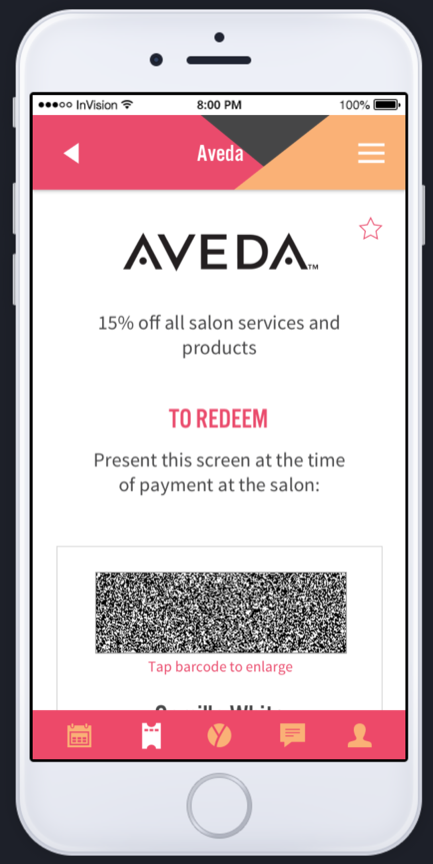 InVision 8:00 PM 100%
Aveda
AVEDA™
15% off all salon services and
products
TO REDEEM
Present this screen at the time
of payment at the salon:
Tap barcode to enlarge